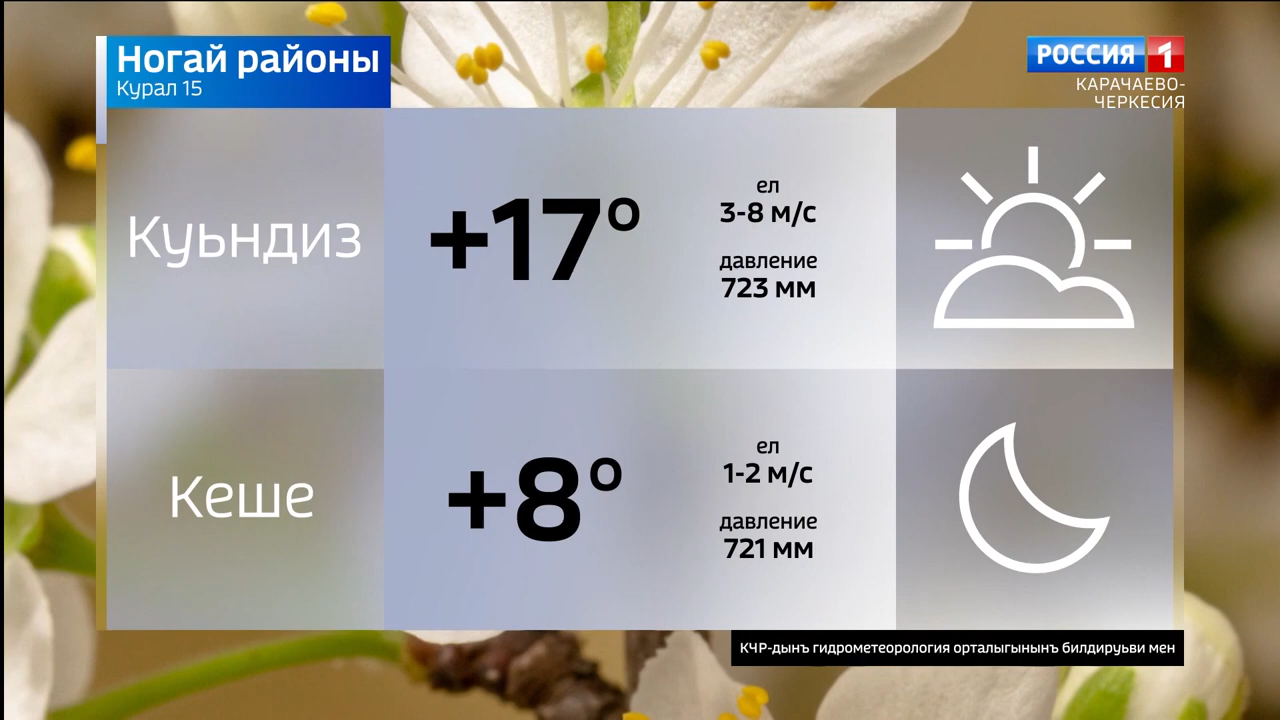 Ногай районы
Курал 15
РОССИЯ 1
КАРАЧАЕВО-
ЧЕРКЕСИЯ
Куьндиз
+17°
ел
3-8 м/с
давление
723 мм
Кеше
+8°
ел
1-2 м/с
давление
721 мм
КЧР-дынъ гидрометеорология орталыгынынъ билдируьви мен